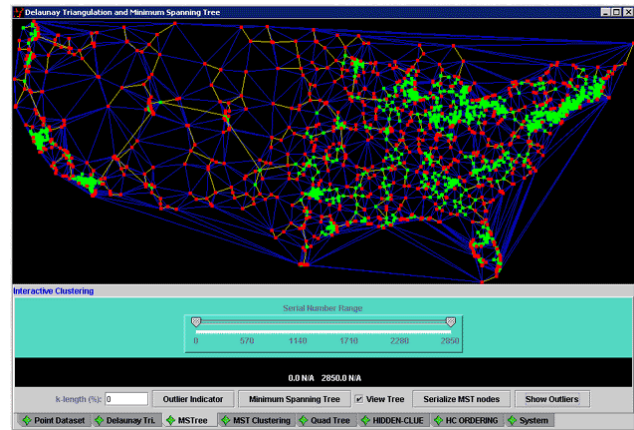 Delaunay Triangulation and Minimum Spanning Tree
Interactive Clustering
Serial Number Range
0 570 1140 1710 2280 2850
0.0 N/A 2850.0 N/A
k-length (%): 0 Outlier Indicator Minimum Spanning Tree View Tree Serialize MST nodes Show Outliers
Point Dataset Delaunay Tri. MSTree MST Clustering Quad Tree HIDDEN-CLUE HC ORDERING System